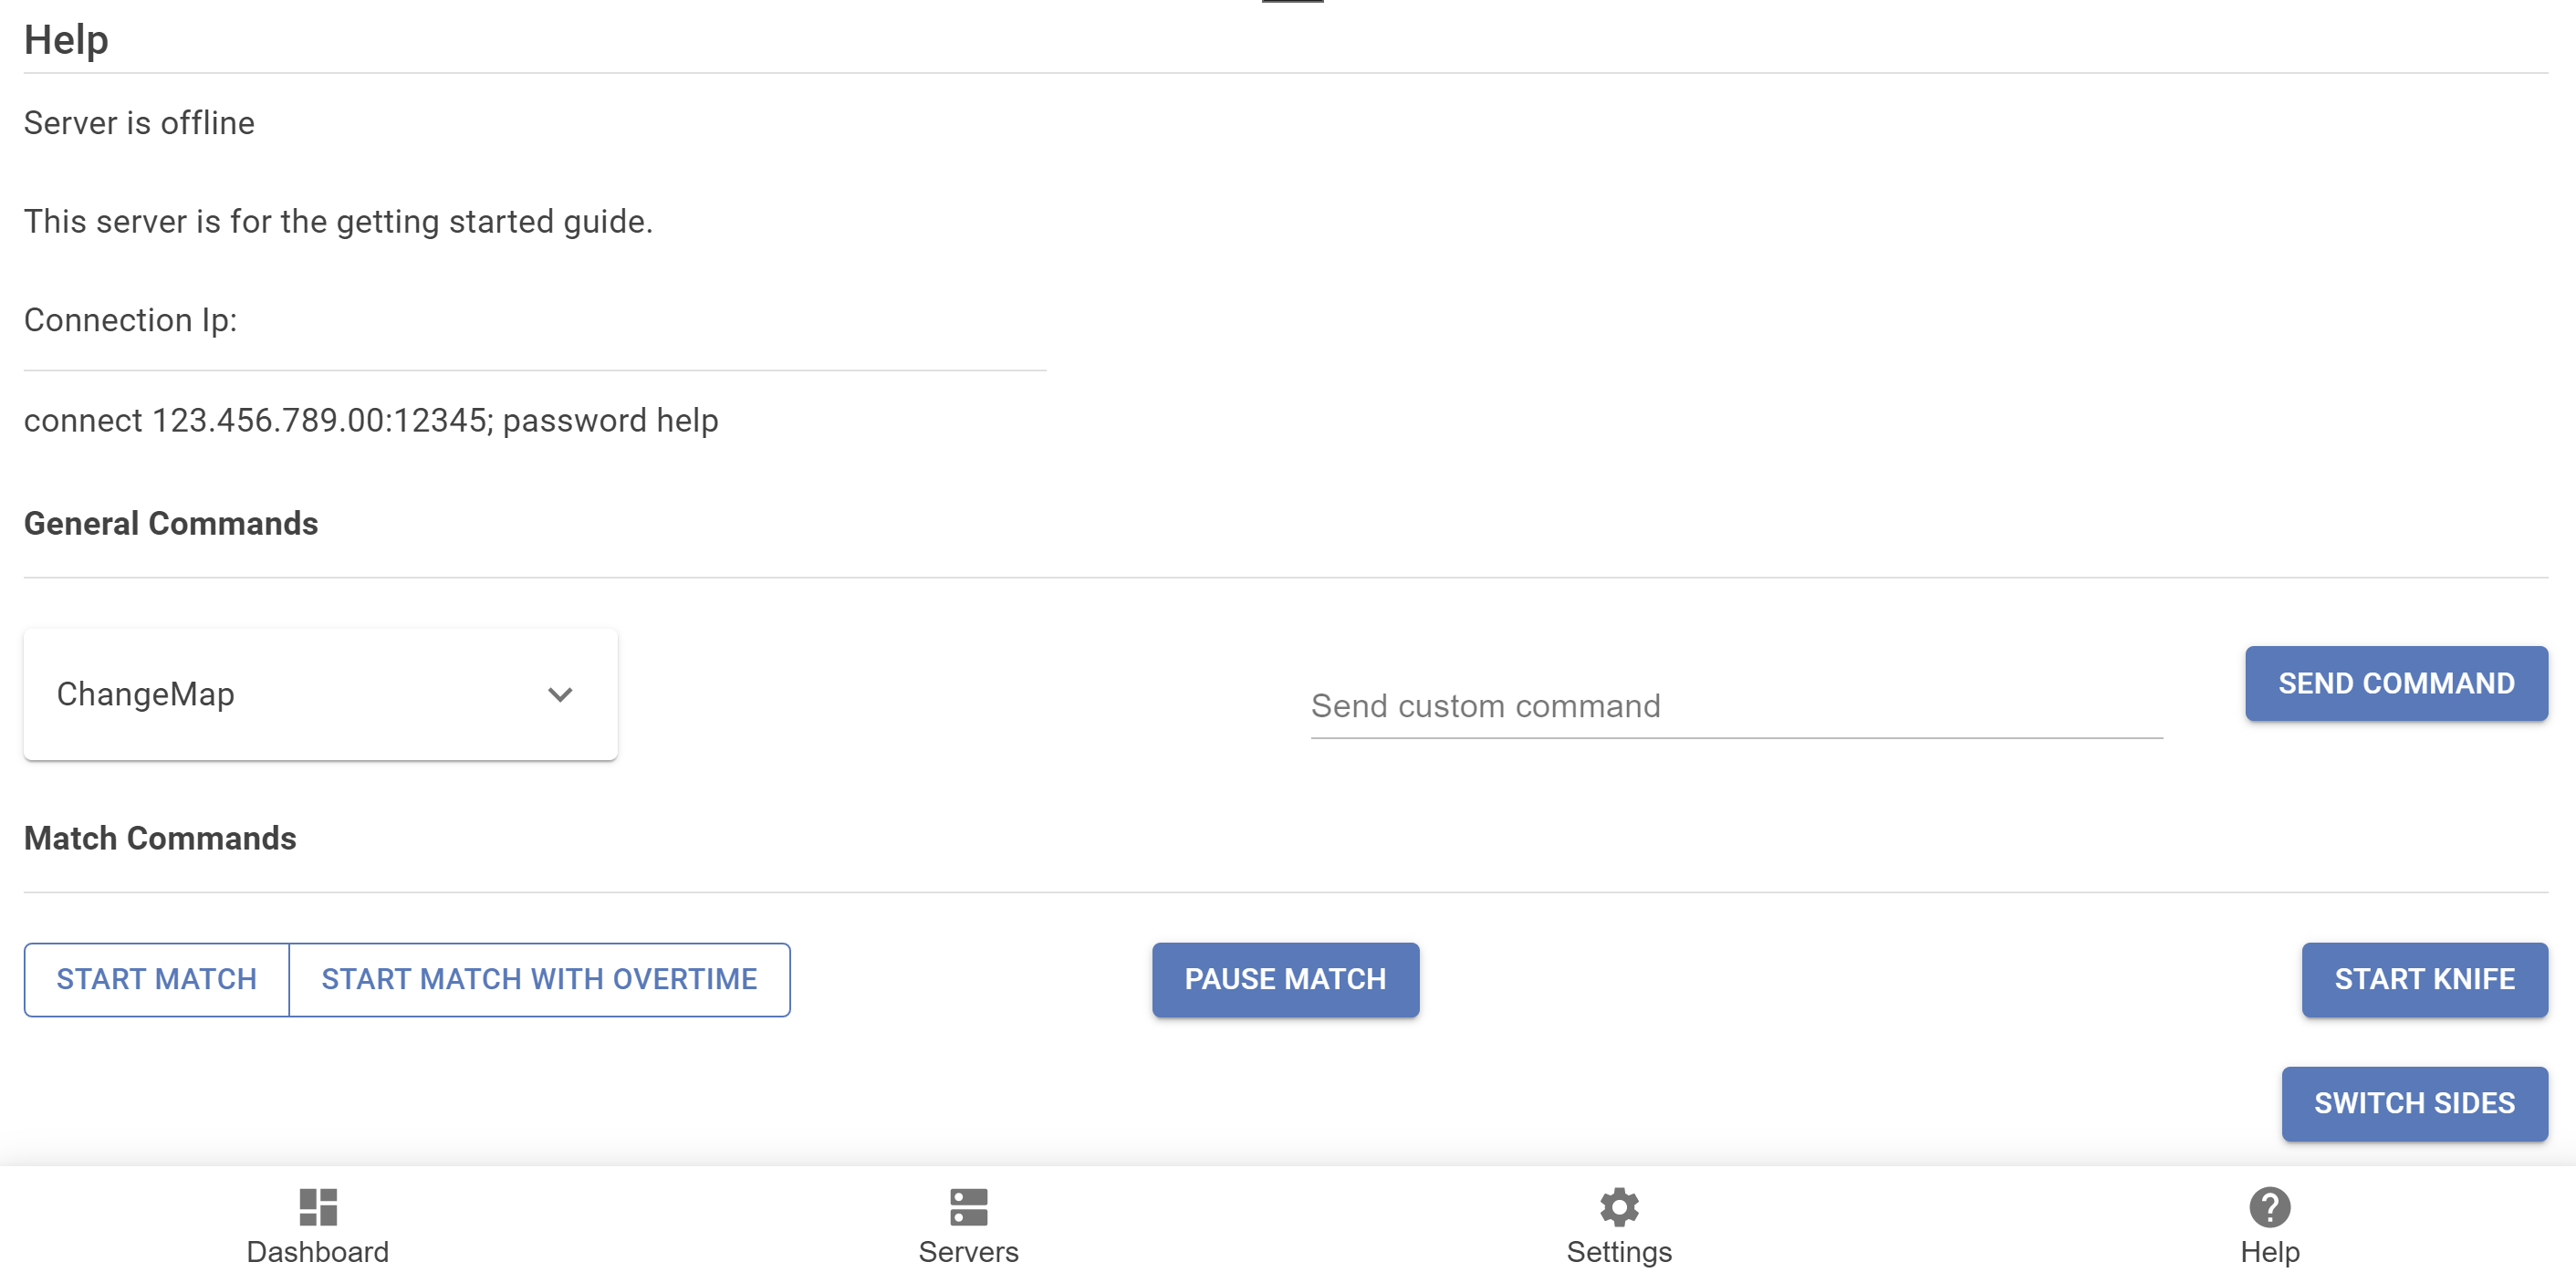 Help
Server is offline
This server is for the getting started guide.
Connection Ip:
connect 123.456.789.00:12345; password help
General Commands
ChangeMap
Send custom command
SEND COMMAND
Match Commands
START MATCH
START MATCH WITH OVERTIME
PAUSE MATCH
START KNIFE
SWITCH SIDES
Dashboard
Servers
Settings
Help